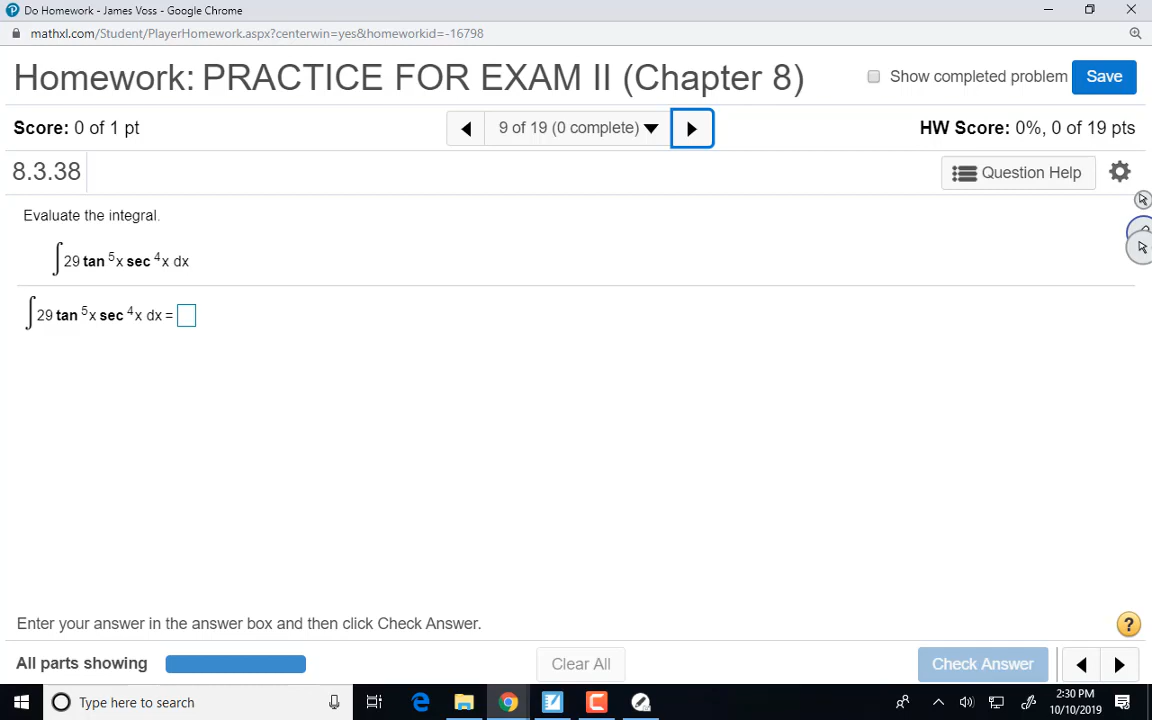 Do Homework - James Voss - Google Chrome
mathxl.com/Student/PlayerHomework.aspx?centerwin=yes&homeworkid=-16798
Homework: PRACTICE FOR EXAM II (Chapter 8)
Show completed problem
Save
Score: 0 of 1 pt
9 of 19 (0 complete)
HW Score: 0%, 0 of 19 pts
8.3.38
Question Help
Evaluate the integral.
∫ 29 tan ⁵x sec ⁴x dx
∫ 29 tan ⁵x sec ⁴x dx =
Enter your answer in the answer box and then click Check Answer.
?
All parts showing
Clear All
Check Answer
Type here to search
2:30 PM
10/10/2019